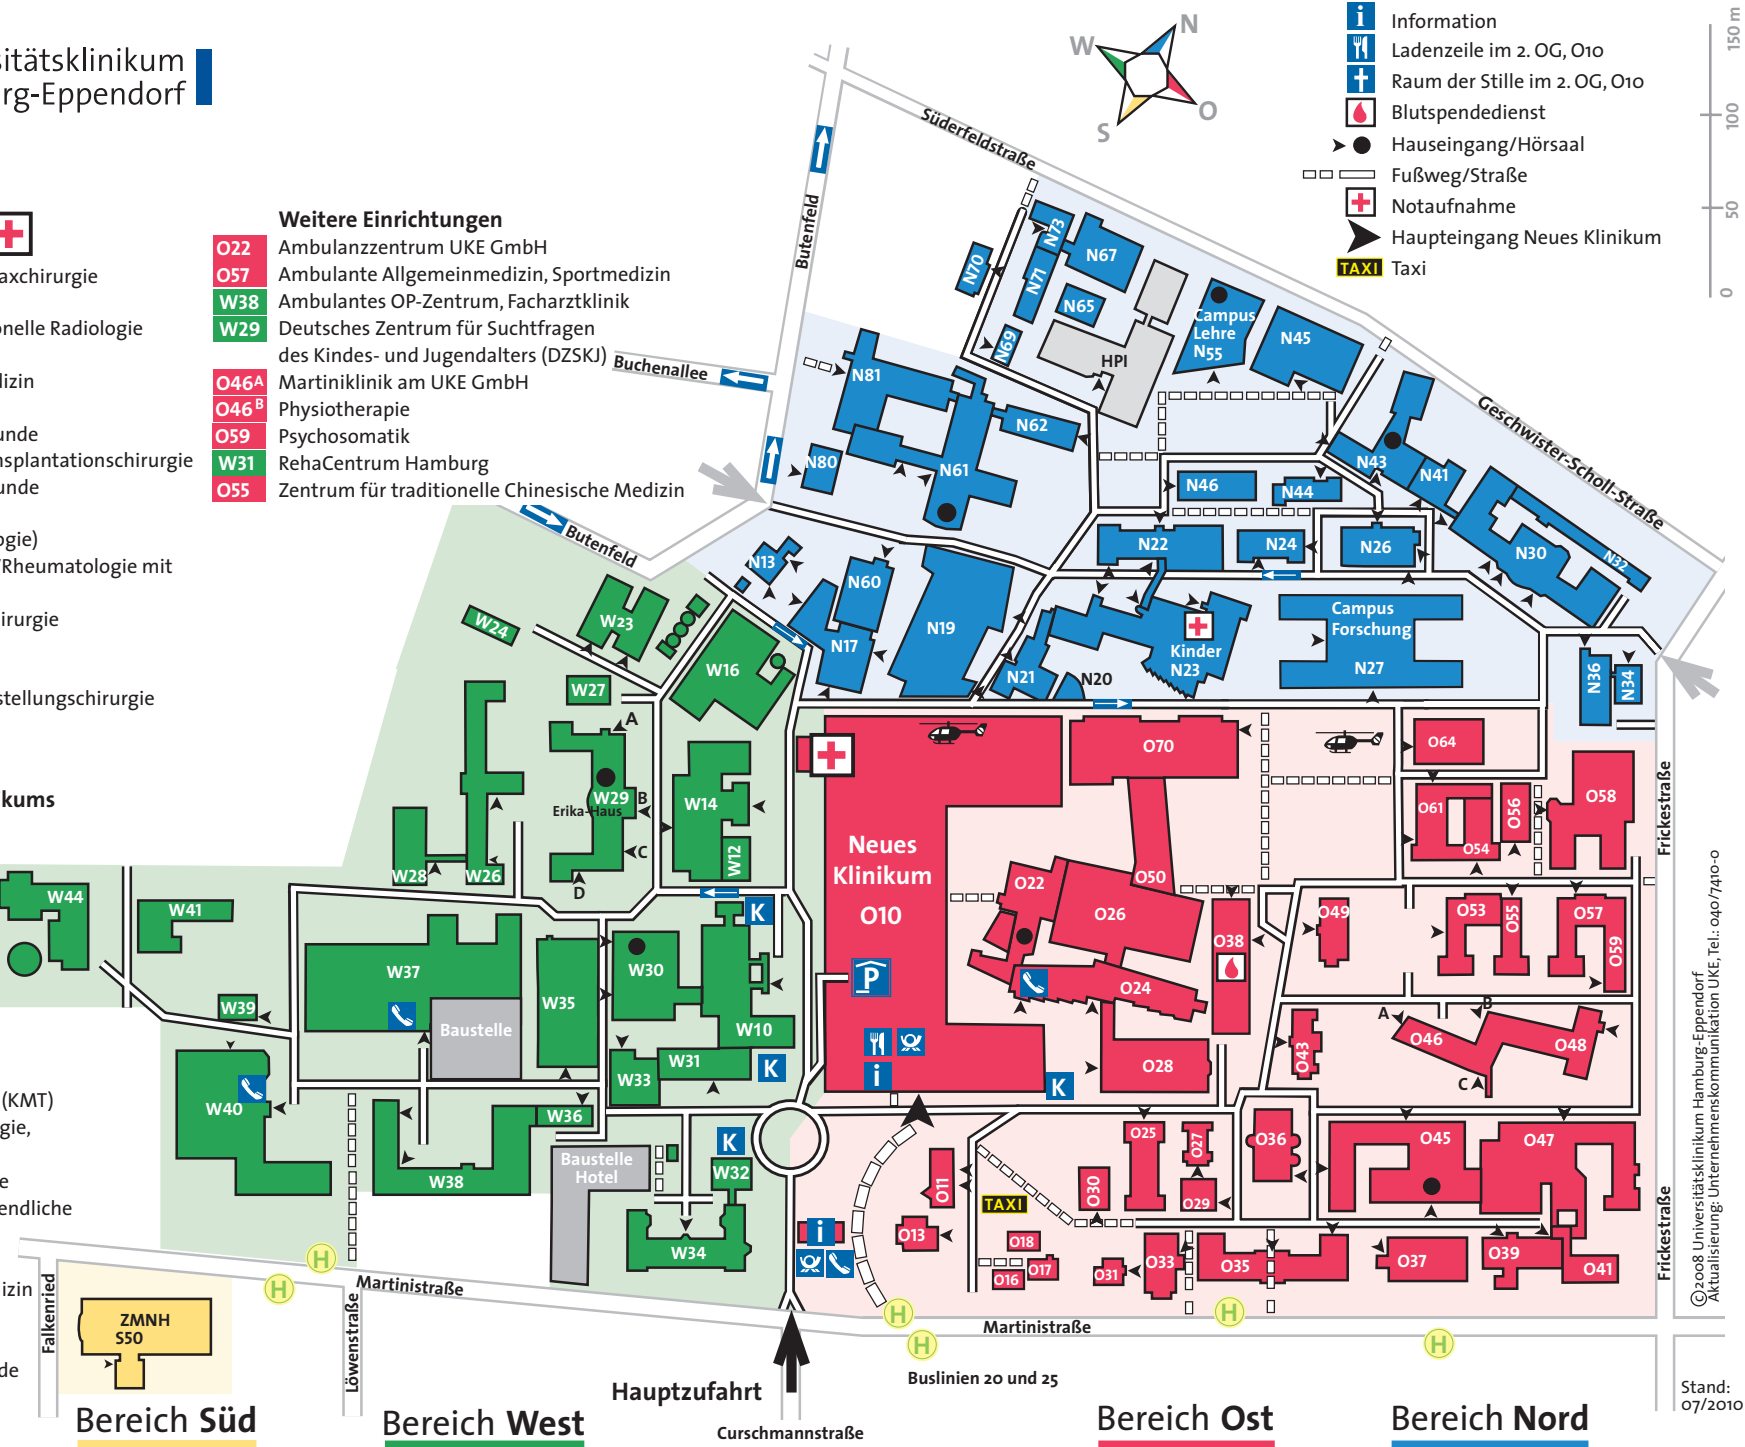 sitätsklinikum
rg-Eppendorf
axchirurgie
onelle Radiologie
dizin
unde
nsplantationschirurgie
unde
ogie)
/Rheumatologie mit
irurgie
stellungschirurgie
kums
(KMT)
gie,
e
endliche
izin
de
Weitere Einrichtungen
O22 Ambulanzzentrum UKE GmbH
O57 Ambulante Allgemeinmedizin, Sportmedizin
W38 Ambulantes OP-Zentrum, Facharztklinik
W29 Deutsches Zentrum für Suchtfragen
des Kindes- und Jugendalters (DZSKJ)
O46A Martiniklinik am UKE GmbH
O46B Physiotherapie
O59 Psychosomatik
W31 RehaCentrum Hamburg
O55 Zentrum für traditionelle Chinesische Medizin
N
W
O
S
i Information
Ladenzeile im 2. OG, O10
Raum der Stille im 2. OG, O10
Blutspendedienst
Hauseingang/Hörsaal
Fußweg/Straße
Notaufnahme
Haupteingang Neues Klinikum
TAXI Taxi
150 m
100
50
0
Süderfeldstraße
Butenfeld
Buchenallee
Butenfeld
Geschwister-Scholl-Straße
N73
N67
N70
N71
N65
N69
HPI
Campus
Lehre
N55
N45
N81
N62
N80
N61
N43
N41
N46
N44
N22
N24
N26
N30
N32
N13
N60
N17
N19
N21
N20
Kinder
N23
Campus
Forschung
N27
N36
N34
W24
W23
W16
W27
A
W29
B
Erika-Haus
C
D
W14
W12
W28
W26
W44
W41
W37
W39
Baustelle
W35
W30
W10
K
W31
K
W33
W40
W36
W38
Baustelle
Hotel
K
W32
W34
Neues
Klinikum
O10
P
i
K
O70
O64
O61
O56
O54
O58
O22
O50
O26
O38
O24
O28
O49
O53
O55
O57
O59
O43
A
B
O46
O48
C
O25
O27
O36
O45
O47
O11
O13
TAXI
O30
O29
O18
O17
O16
O31
O33
O35
O37
O39
O41
i
H
H
H
H
H
H
Frickestraße
Frickestraße
Martinistraße
Martinistraße
Falkenried
Löwenstraße
ZMNH
S50
Hauptzufahrt
Curschmannstraße
Buslinien 20 und 25
©2008 Universitätsklinikum Hamburg-Eppendorf
Aktualisierung: Unternehmenskommunikation UKE, Tel.: 040/7410-0
Stand:
07/2010
Bereich Süd
Bereich West
Bereich Ost
Bereich Nord